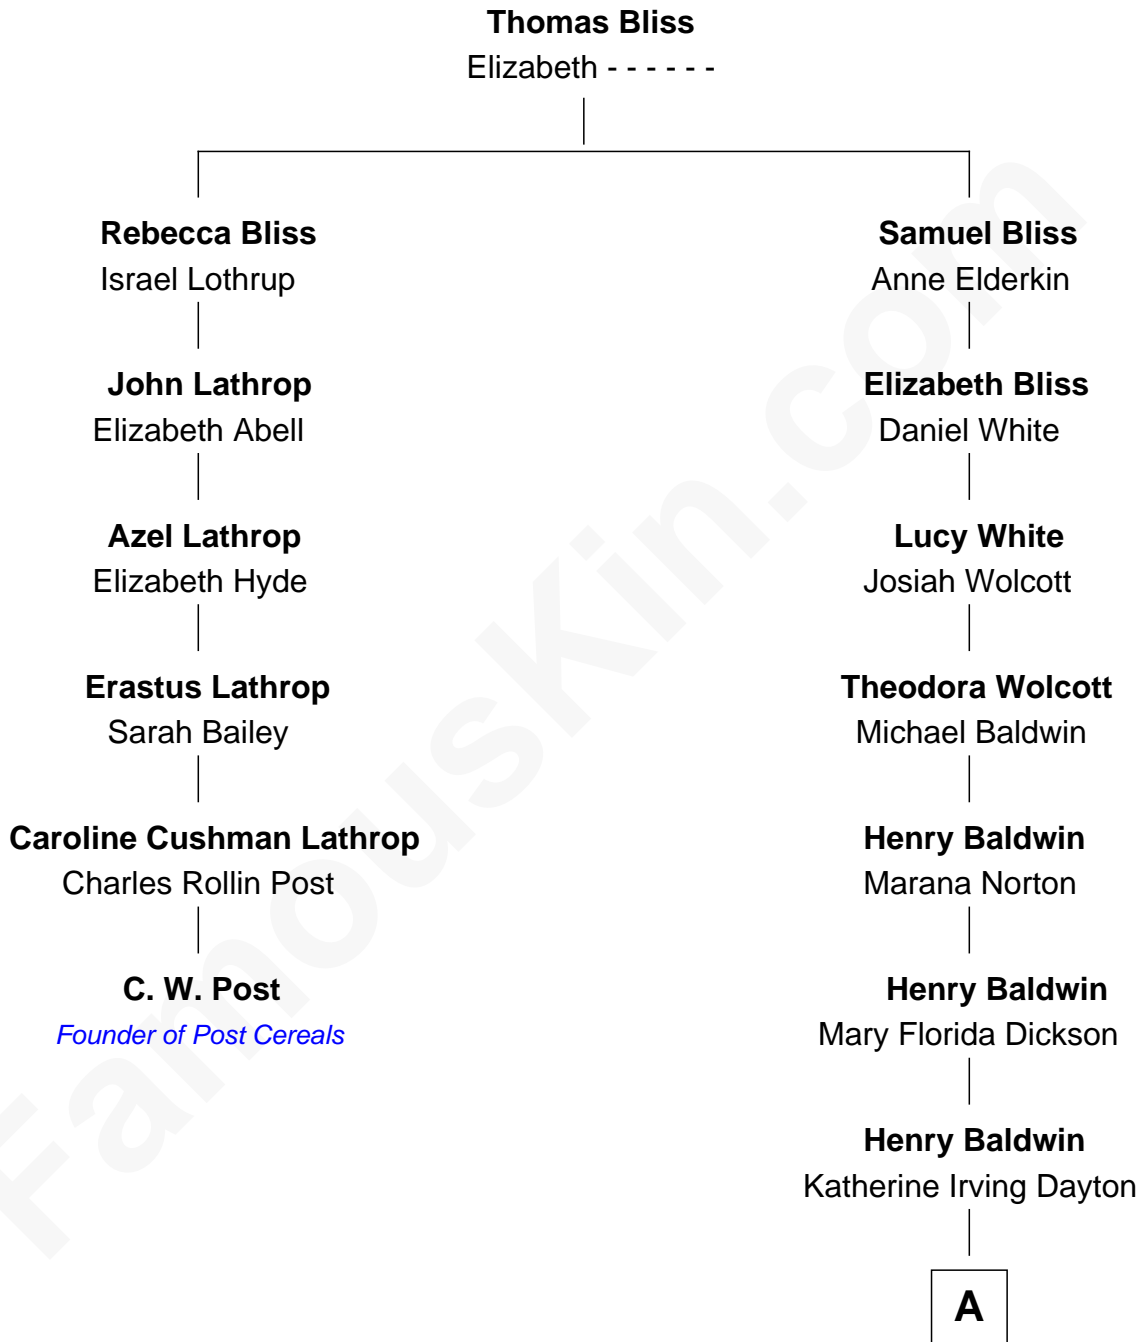 Thomas Bliss
Elizabeth - - - - - -
Rebecca Bliss
Israel Lothrup
John Lathrop
Elizabeth Abell
Azel Lathrop
Elizabeth Hyde
Erastus Lathrop
Sarah Bailey
Caroline Cushman Lathrop
Charles Rollin Post
C. W. Post
Founder of Post Cereals
Samuel Bliss
Anne Elderkin
Elizabeth Bliss
Daniel White
Lucy White
Josiah Wolcott
Theodora Wolcott
Michael Baldwin
Henry Baldwin
Marana Norton
Henry Baldwin
Mary Florida Dickson
Henry Baldwin
Katherine Irving Dayton
A
FamousKin.com